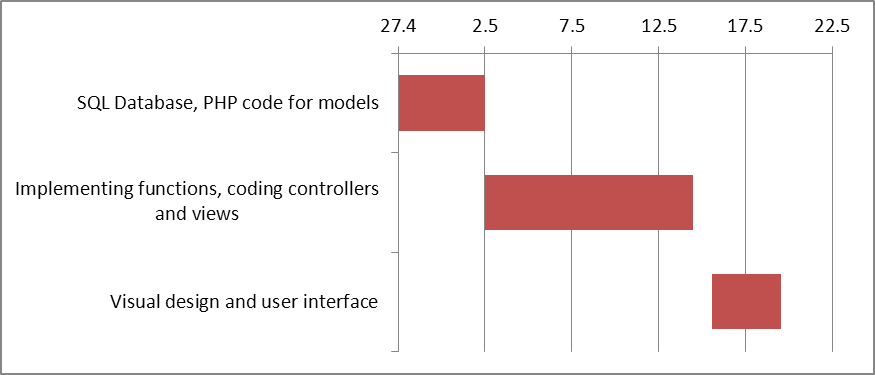 27.4 2.5 7.5 12.5 17.5 22.5
SQL Database, PHP code for models
Implementing functions, coding controllers
and views
Visual design and user interface